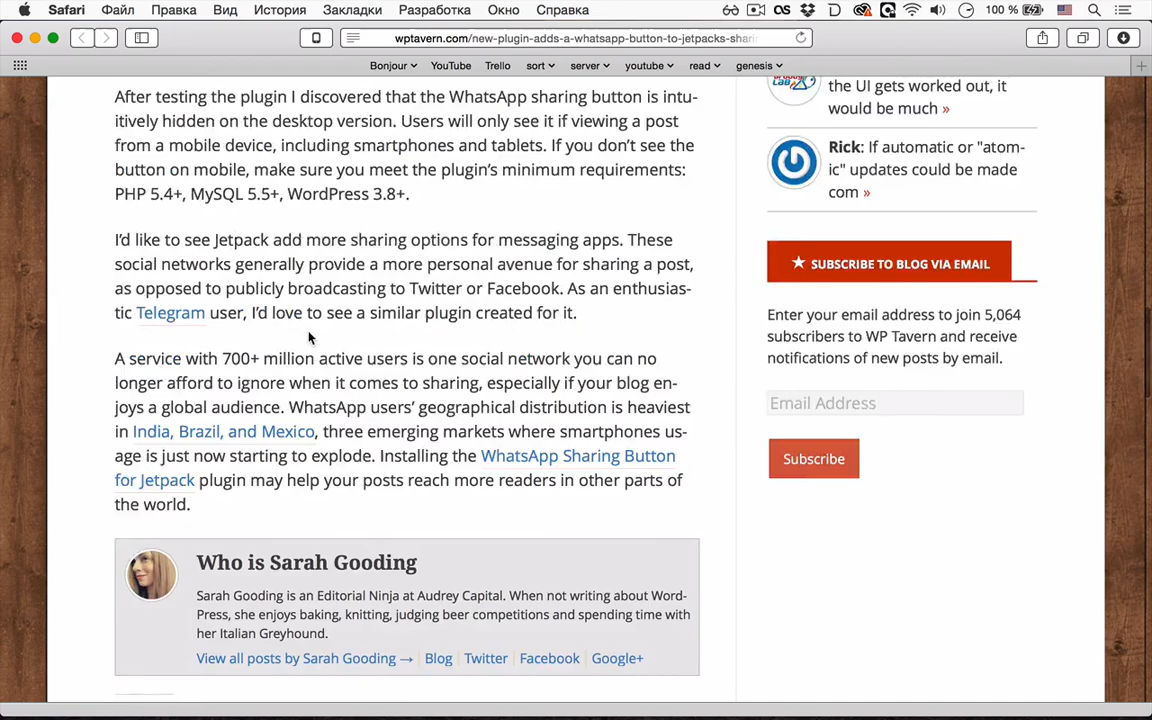 Safari Файл Правка Вид История Закладки Разработка Окно Справка 100 %
wptavern.com/new-plugin-adds-a-whatsapp-button-to-jetpacks-shari
Bonjour YouTube Trello sort server youtube read genesis
After testing the plugin I discovered that the WhatsApp sharing button is intu-
itively hidden on the desktop version. Users will only see it if viewing a post
from a mobile device, including smartphones and tablets. If you don't see the
button on mobile, make sure you meet the plugin's minimum requirements:
PHP 5.4+, MySQL 5.5+, WordPress 3.8+.
I'd like to see Jetpack add more sharing options for messaging apps. These
social networks generally provide a more personal avenue for sharing a post,
as opposed to publicly broadcasting to Twitter or Facebook. As an enthusias-
tic Telegram user, I'd love to see a similar plugin created for it.
A service with 700+ million active users is one social network you can no
longer afford to ignore when it comes to sharing, especially if your blog en-
joys a global audience. WhatsApp users' geographical distribution is heaviest
in India, Brazil, and Mexico, three emerging markets where smartphones us-
age is just now starting to explode. Installing the WhatsApp Sharing Button
for Jetpack plugin may help your posts reach more readers in other parts of
the world.
Who is Sarah Gooding
Sarah Gooding is an Editorial Ninja at Audrey Capital. When not writing about Word-
Press, she enjoys baking, knitting, judging beer competitions and spending time with
her Italian Greyhound.
View all posts by Sarah Gooding → Blog Twitter Facebook Google+
the UI gets worked out, it
would be much »
Rick: If automatic or "atom-
ic" updates could be made
com »
★ SUBSCRIBE TO BLOG VIA EMAIL
Enter your email address to join 5,064
subscribers to WP Tavern and receive
notifications of new posts by email.
Email Address
Subscribe